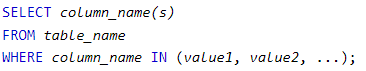 SELECT column_name(s)
FROM table_name
WHERE column_name IN (value1, value2, ...);